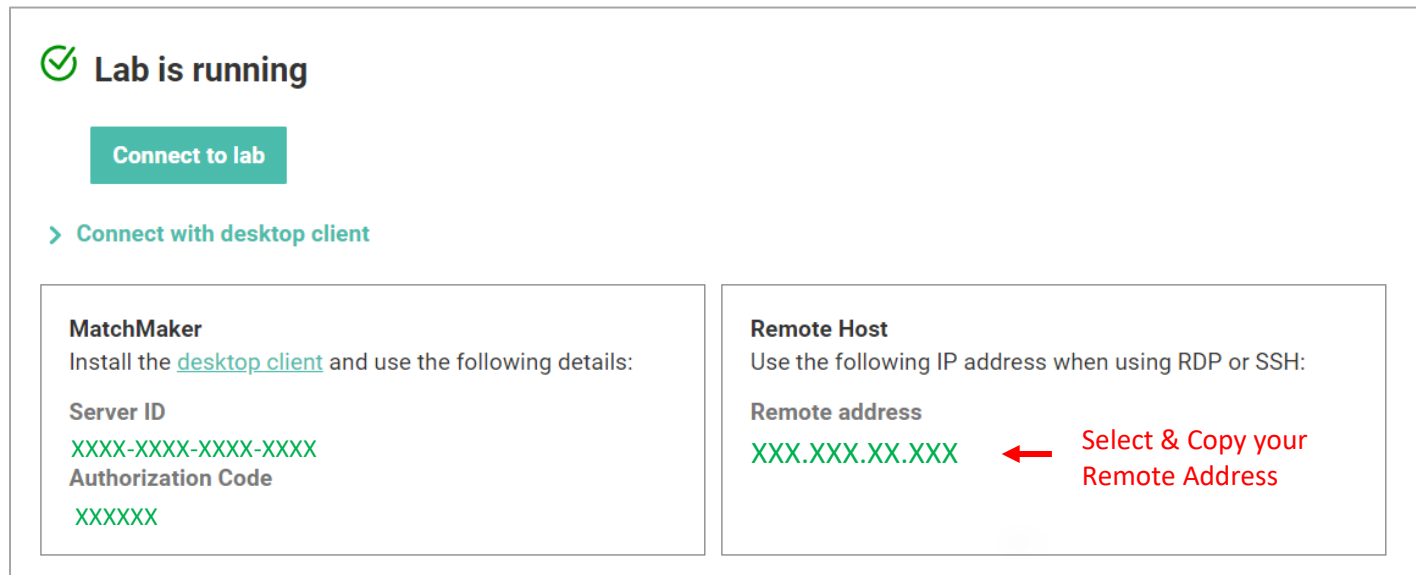 Lab is running
Connect to lab
Connect with desktop client
MatchMaker
Install the desktop client and use the following details:
Server ID
XXXX-XXXX-XXXX-XXXX
Authorization Code
XXXXXX
Remote Host
Use the following IP address when using RDP or SSH:
Remote address
XXX.XXX.XX.XXX
Select & Copy your
Remote Address